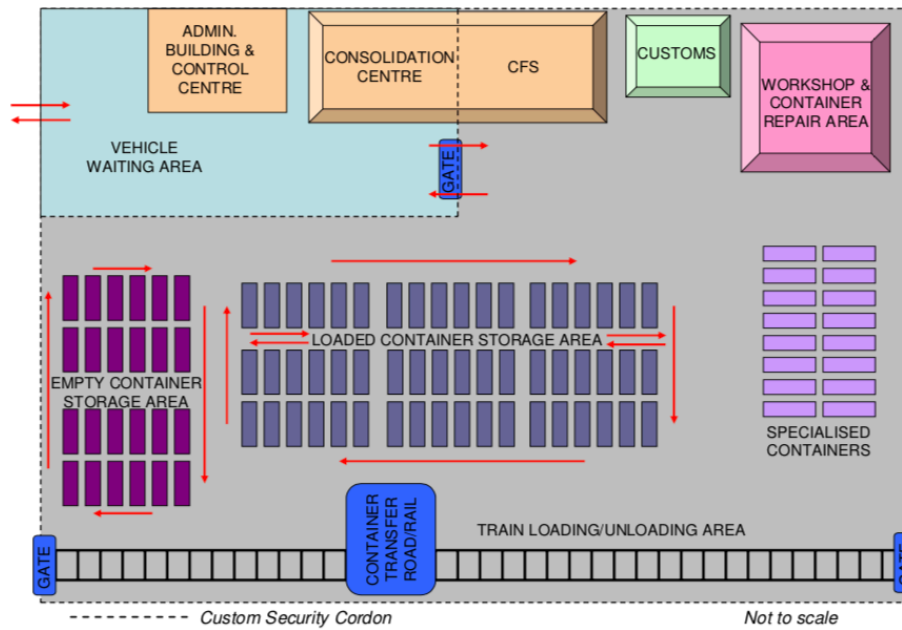 ADMIN.
BUILDING &
CONTROL
CENTRE
CONSOLIDATION
CENTRE
CFS
CUSTOMS
WORKSHOP &
CONTAINER
REPAIR AREA
VEHICLE
WAITING AREA
GATE
LOADED CONTAINER STORAGE AREA
EMPTY CONTAINER
STORAGE AREA
SPECIALISED
CONTAINERS
CONTAINER
TRANSFER
ROAD/RAIL
TRAIN LOADING/UNLOADING AREA
GATE
GATE
Custom Security Cordon
Not to scale